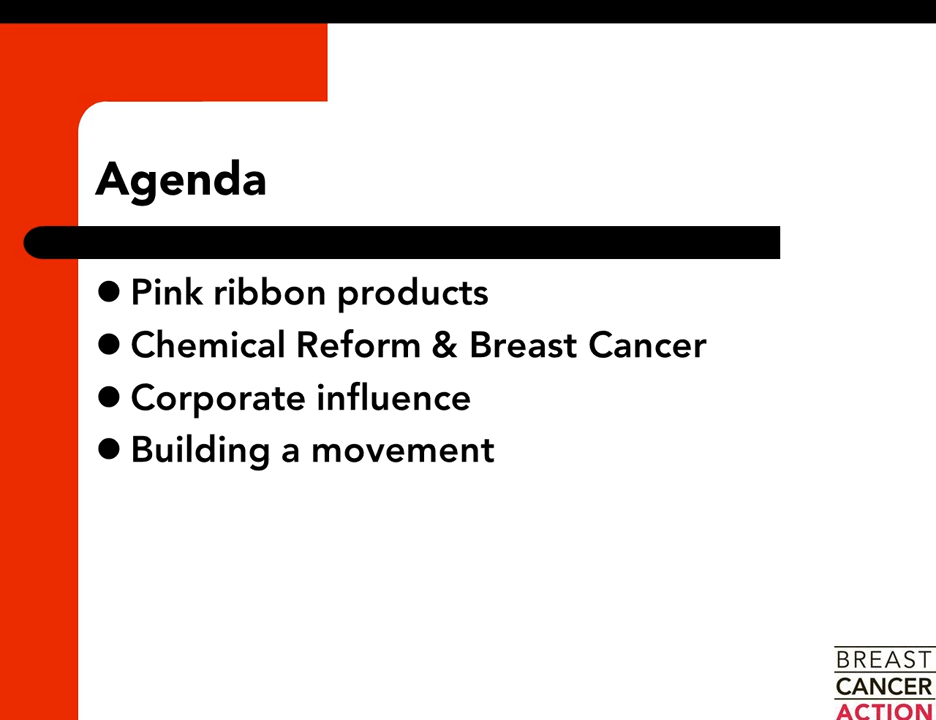 Agenda
● Pink ribbon products
● Chemical Reform & Breast Cancer
● Corporate influence
● Building a movement
BREAST
CANCER
ACTION